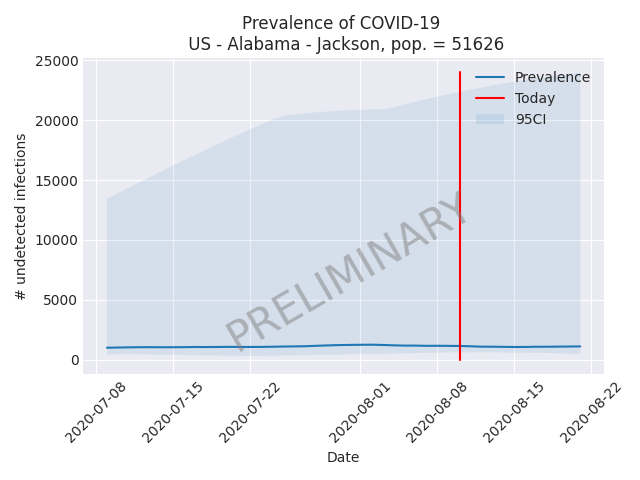 Prevalence of COVID-19
US - Alabama - Jackson, pop. = 51626
25000
20000
15000
10000
5000
0
# undetected infections
Prevalence
Today
95CI
PRELIMINARY
2020-07-08
2020-07-15
2020-07-22
2020-08-01
2020-08-08
2020-08-15
2020-08-22
Date